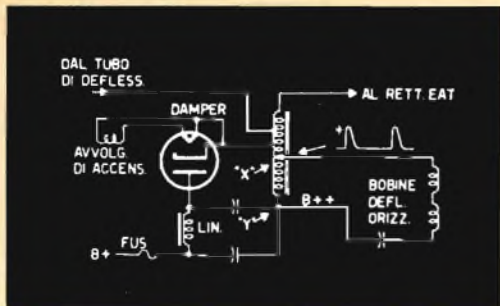 DAL TUBO
DI DEFLESS.
DAMPER
AL RETT. EAT
+
AVVOLG.
DI ACCENS.
"X"
"Y"
B++
BOBINE
DEFL.
ORIZZ.
LIN.
FUS
B+